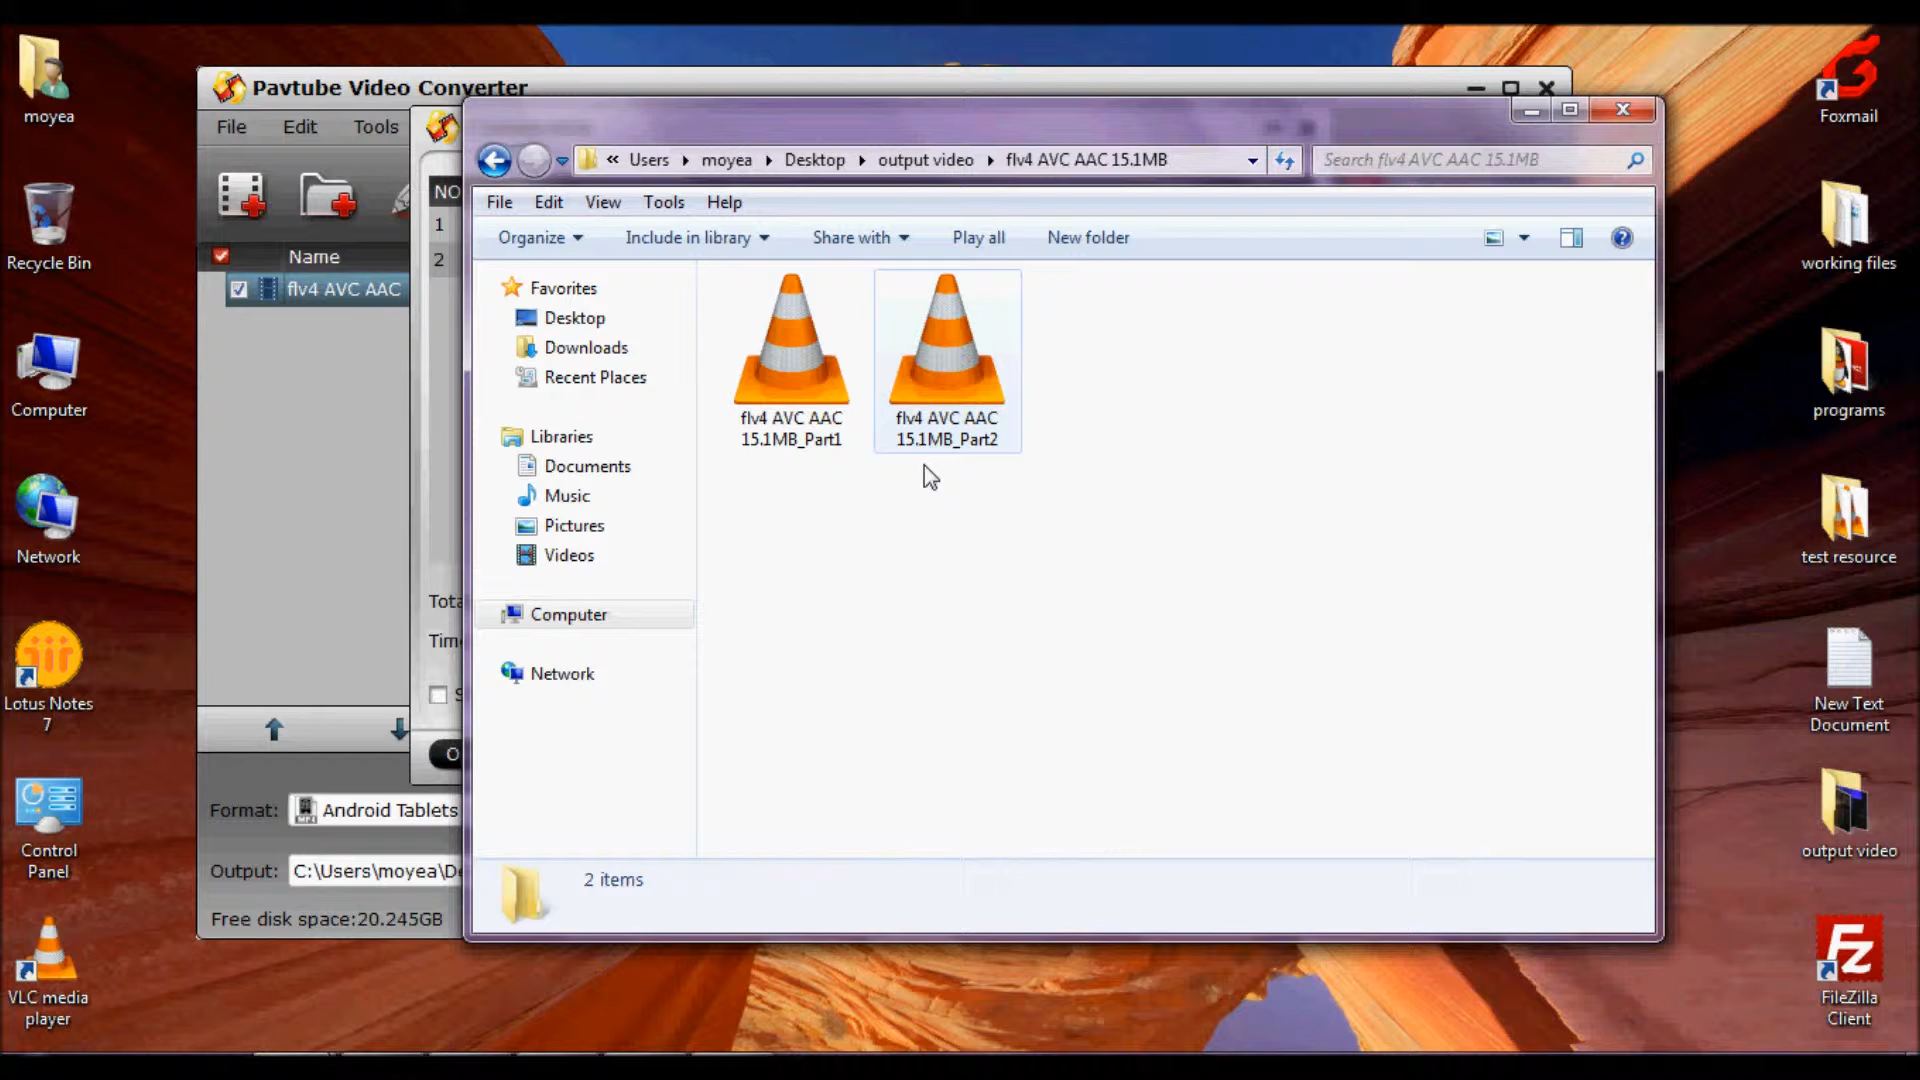 moyea
Recycle Bin
Computer
Network
Lotus Notes
7
Control
Panel
VLC media
player
Pavtube Video Converter
File Edit Tools
Name
flv4 AVC AAC
NO
1
2
Format: Android Tablets
Output: C:\Users\moyea\De
Free disk space:20.245GB
« Users moyea Desktop output video flv4 AVC AAC 15.1MB
Search flv4 AVC AAC 15.1MB
File Edit View Tools Help
Organize Include in library Share with Play all New folder
Favorites
Desktop
Downloads
Recent Places
Libraries
Documents
Music
Pictures
Videos
Computer
Network
flv4 AVC AAC
15.1MB_Part1
flv4 AVC AAC
15.1MB_Part2
2 items
Foxmail
working files
programs
test resource
New Text
Document
output video
FileZilla
Client